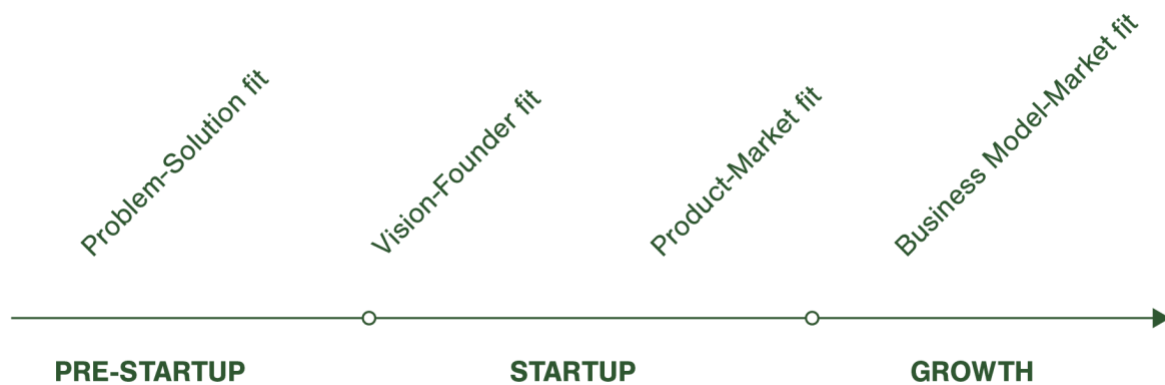 Problem-Solution fit
Vision-Founder fit
Product-Market fit
Business Model-Market fit
PRE-STARTUP
STARTUP
GROWTH